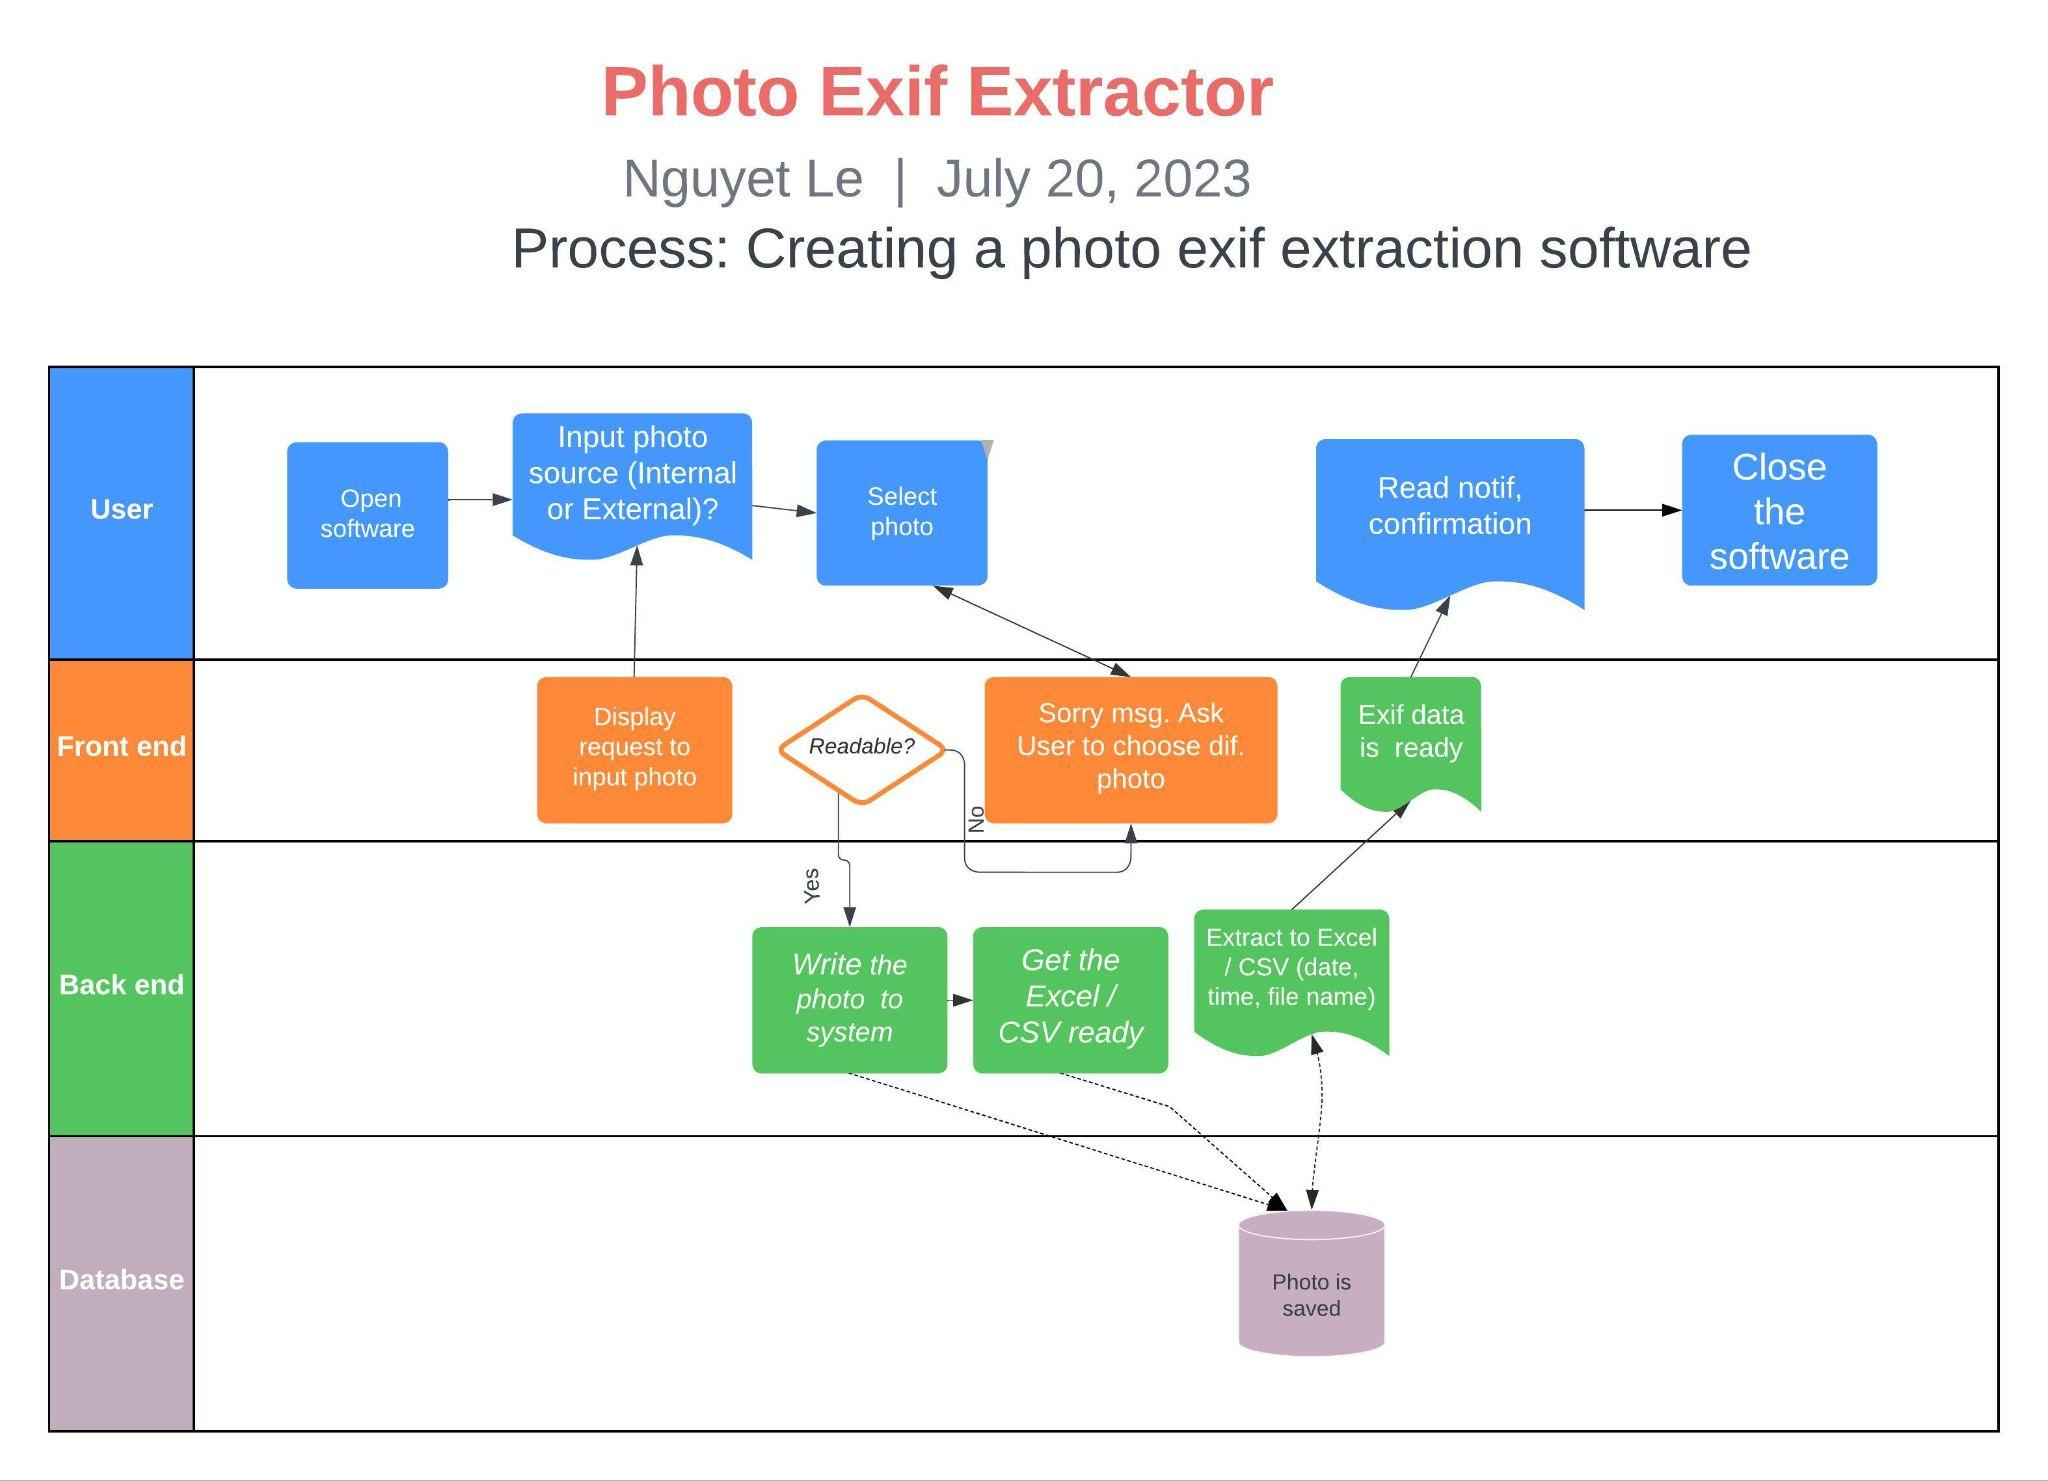 Photo Exif Extractor
Nguyet Le | July 20, 2023
Process: Creating a photo exif extraction software
User
Open
software
Input photo
source (Internal
or External)?
Select
photo
Read notif,
confirmation
Close
the
software
Front end
Display
request to
input photo
Readable?
No
Sorry msg. Ask
User to choose dif.
photo
Exif data
is ready
Back end
Yes
Write the
photo to
system
Get the
Excel /
CSV ready
Extract to Excel
/ CSV (date,
time, file name)
Database
Photo is
saved